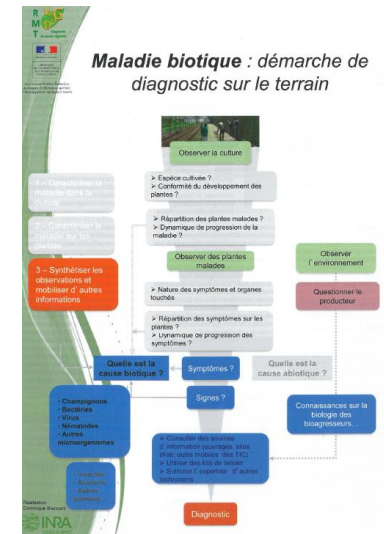 R
M
T
Maladie biotique : démarche de
diagnostic sur le terrain
Observer la culture
➢ Espèce cultivée ?
➢ Conformité du développement des
plantes ?
1 – Caractériser la
maladie dans la
culture
➢ Répartition des plantes malades ?
➢ Dynamique de progression de la
maladie ?
2 – Caractériser la
maladie sur les
plantes
Observer des plantes
malades
Observer
l'environnement
3 – Synthétiser les
observations et
mobiliser d'autres
informations
➢ Nature des symptômes et organes
touchés
Questionner le
producteur
➢ Répartition des symptômes sur les
plantes ?
➢ Dynamique de progression des
symptômes ?
Quelle est la
cause biotique ?
Symptômes ?
Quelle est la
cause abiotique ?
Signes ?
- Champignons
- Bactéries
- Virus
- Nématodes
- Autres
microorganismes
Connaissances sur la
biologie des
bioagresseurs…
➢ Consulter des sources
d'information (ouvrages, sites
Web, outils mobiles des TIC)
➢ Utiliser des kits de terrain
➢ Solliciter l'expertise d'autres
techniciens
- Insectes
- Acariens
- Autres
Diagnostic
Réalisation
Dominique Blancard
INRA